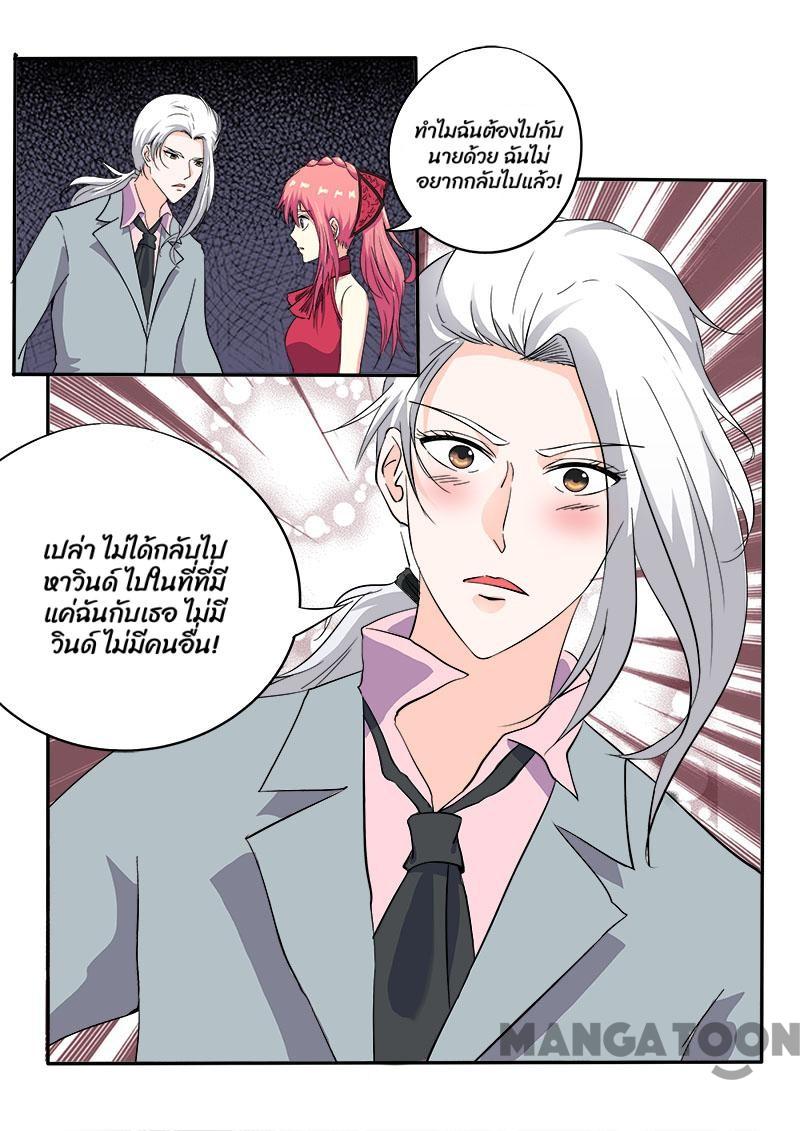 ทำไมฉันต้องไปกับ
นายด้วย ฉันไม่
อยากกลับไปแล้ว!
เปล่า ไม่ได้กลับไป
หาวินด์ ไปในที่ที่มี
แค่ฉันกับเธอ ไม่มี
วินด์ ไม่มีคนอื่น!
MANGATOON